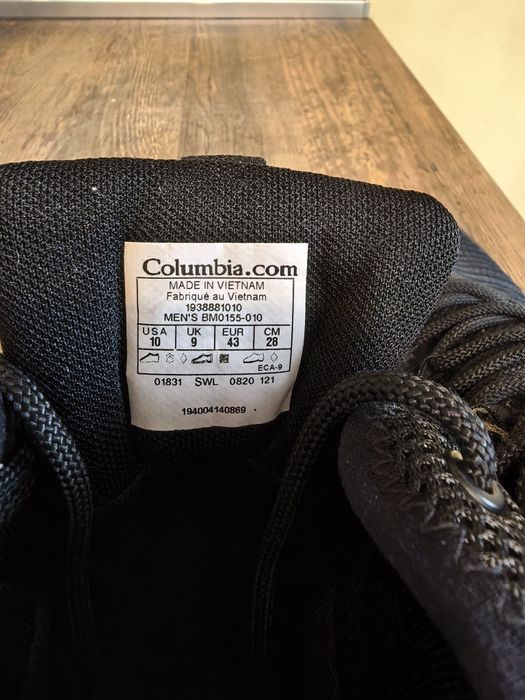 Columbia.com
MADE IN VIETNAM
Fabriqué au Vietnam
1938881010
MEN'S BM0155-010
USA UK EUR CM
10 9 43 28
ECA-9
01831 SWL 0820 121
194004140869